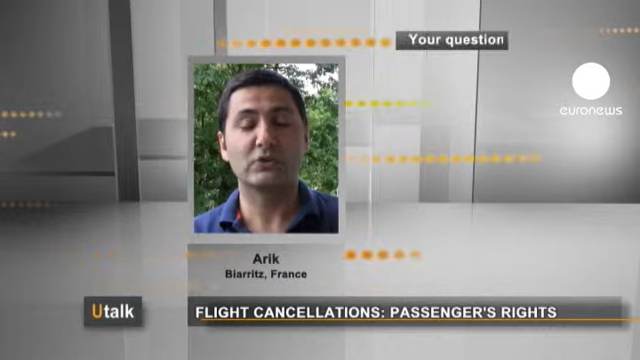 Your question
euronews
Arik
Biarritz, France
Utalk
FLIGHT CANCELLATIONS: PASSENGER'S RIGHTS